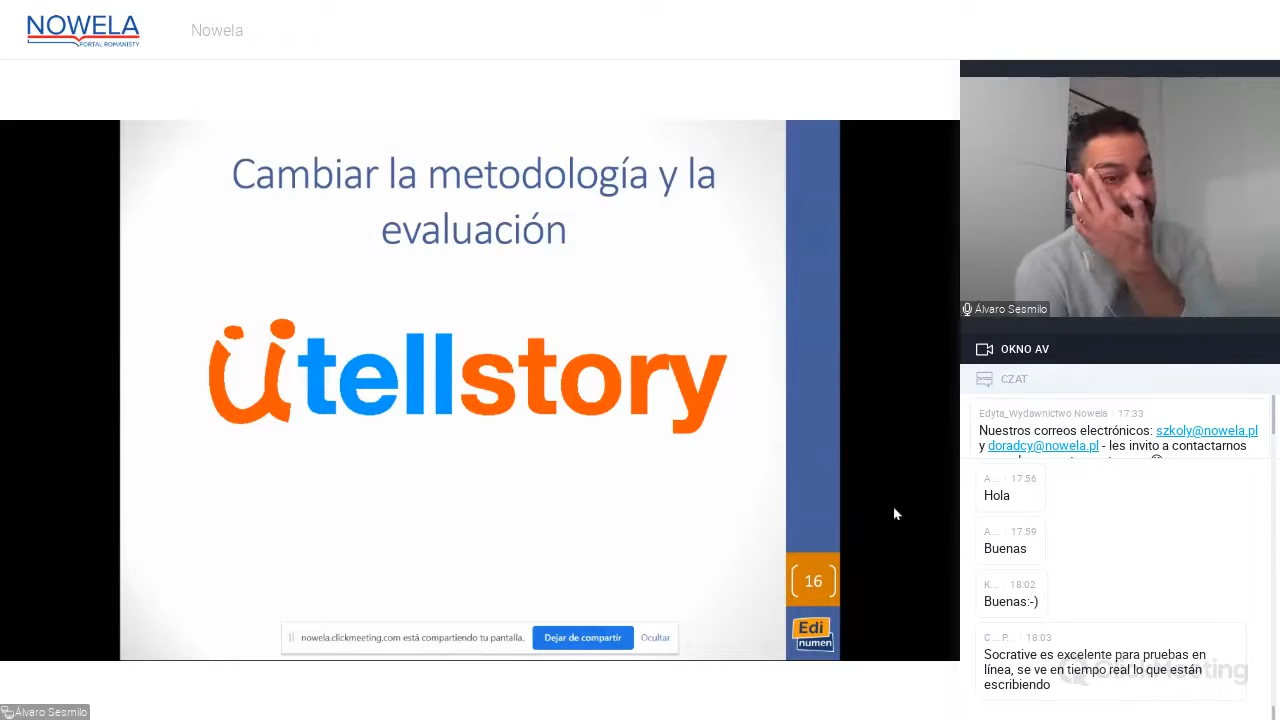 NOWELA
PORTAL ROMANISTY
Nowela
Cambiar la metodología y la
evaluación
ütellstory
16
Edi
numen
nowela.clickmeeting.com está compartiendo tu pantalla.
Dejar de compartir
Ocultar
Álvaro Sesmilo
Álvaro Sesmilo
OKNO AV
CZAT
Edyta_Wydawnictwo Nowela 17:33
Nuestros correos electrónicos: szkoly@nowela.pl
y doradcy@nowela.pl - les invito a contactarnos
A... 17:56
Hola
A... 17:59
Buenas
K... 18:02
Buenas:-)
C... P... 18:03
Socrative es excelente para pruebas en
línea, se ve en tiempo real lo que están
escribiendo
ClickMeeting